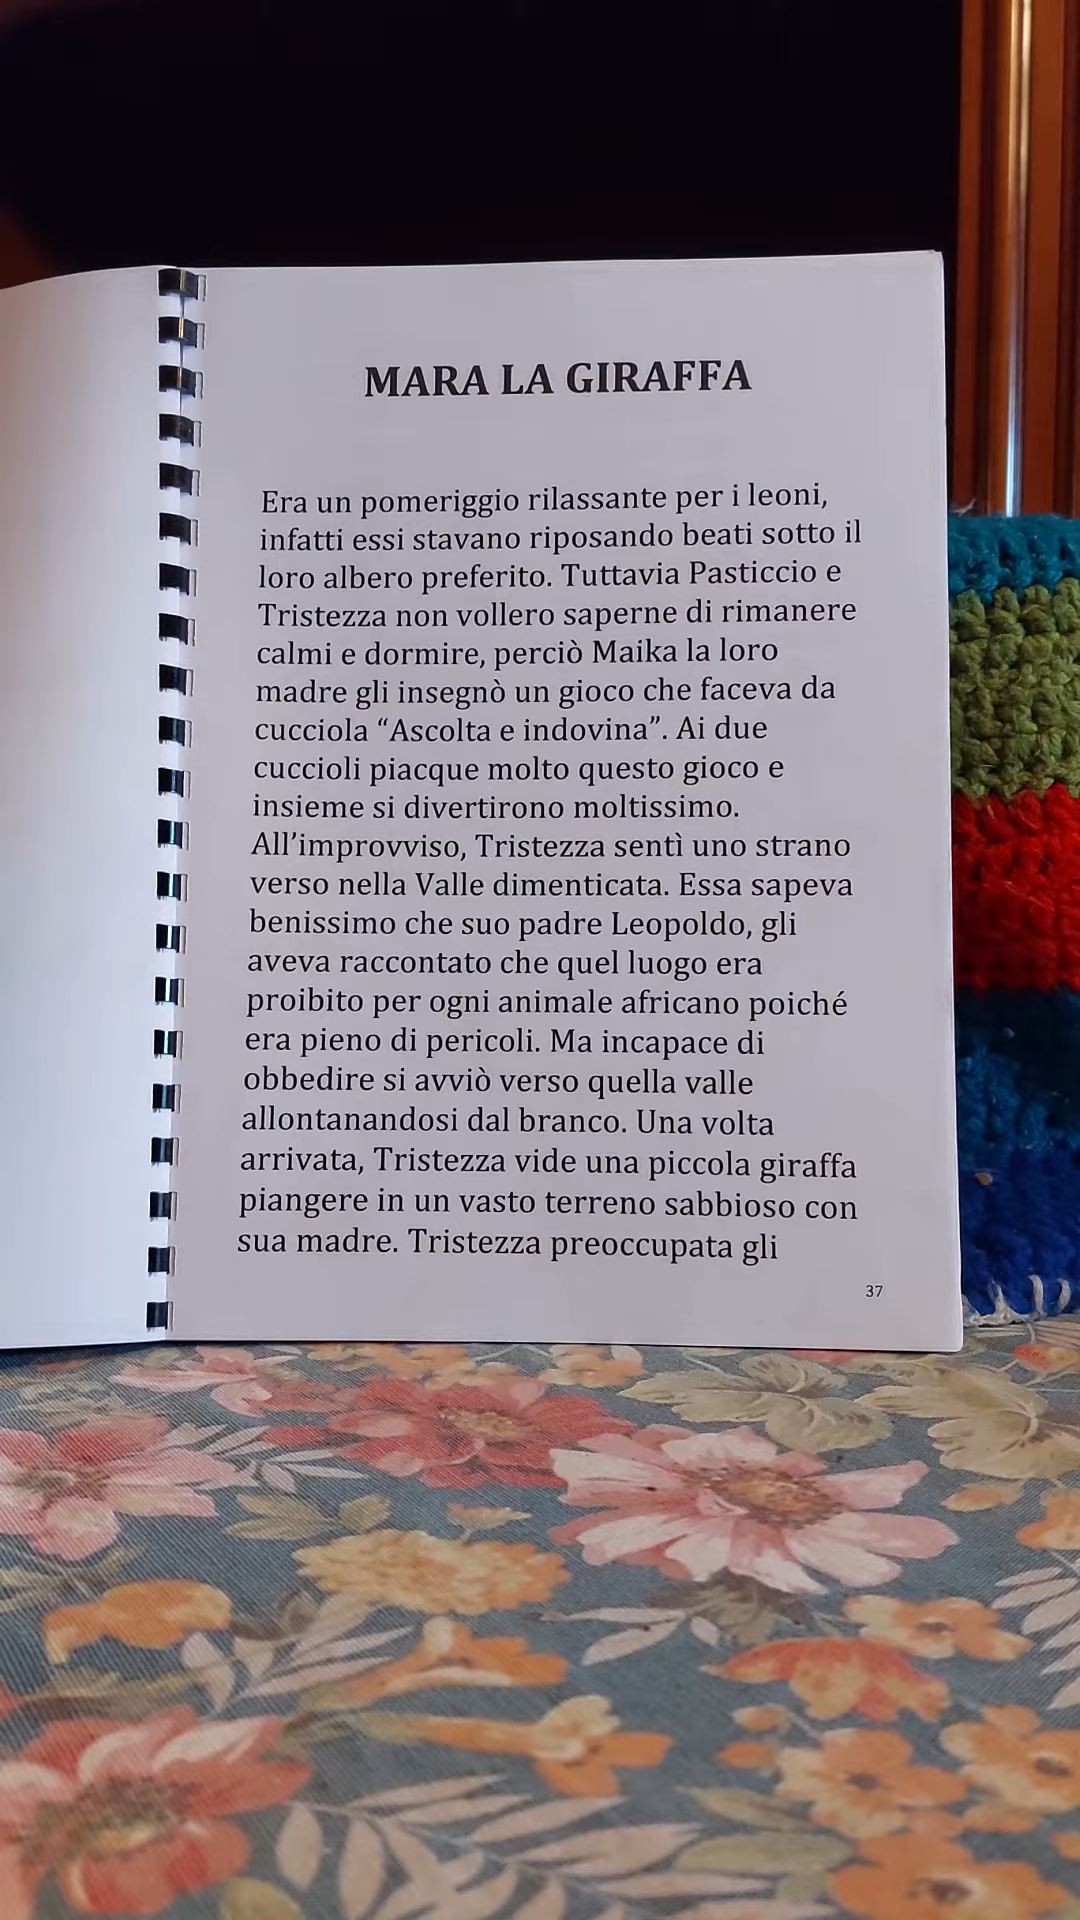 MARA LA GIRAFFA
Era un pomeriggio rilassante per i leoni,
infatti essi stavano riposando beati sotto il
loro albero preferito. Tuttavia Pasticcio e
Tristezza non vollero saperne di rimanere
calmi e dormire, perciò Maika la loro
madre gli insegnò un gioco che faceva da
cucciola “Ascolta e indovina”. Ai due
cuccioli piacque molto questo gioco e
insieme si divertirono moltissimo.
All’improvviso, Tristezza sentì uno strano
verso nella Valle dimenticata. Essa sapeva
benissimo che suo padre Leopoldo, gli
aveva raccontato che quel luogo era
proibito per ogni animale africano poiché
era pieno di pericoli. Ma incapace di
obbedire si avviò verso quella valle
allontanandosi dal branco. Una volta
arrivata, Tristezza vide una piccola giraffa
piangere in un vasto terreno sabbioso con
sua madre. Tristezza preoccupata gli
37